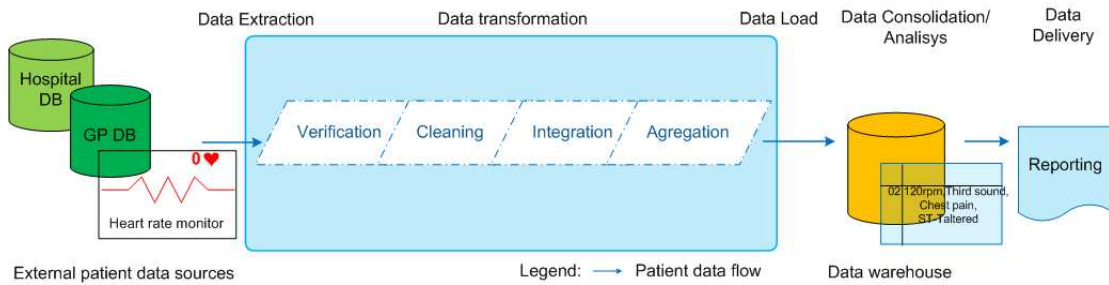 Data Extraction
Data transformation
Data Load
Data Consolidation/
Analisys
Data
Delivery
Hospital
DB
GP DB
0
Heart rate monitor
Verification
Cleaning
Integration
Agregation
02 120rpm,Third sound,
Chest pain,
ST-Taltered
Reporting
External patient data sources
Legend:
Patient data flow
Data warehouse